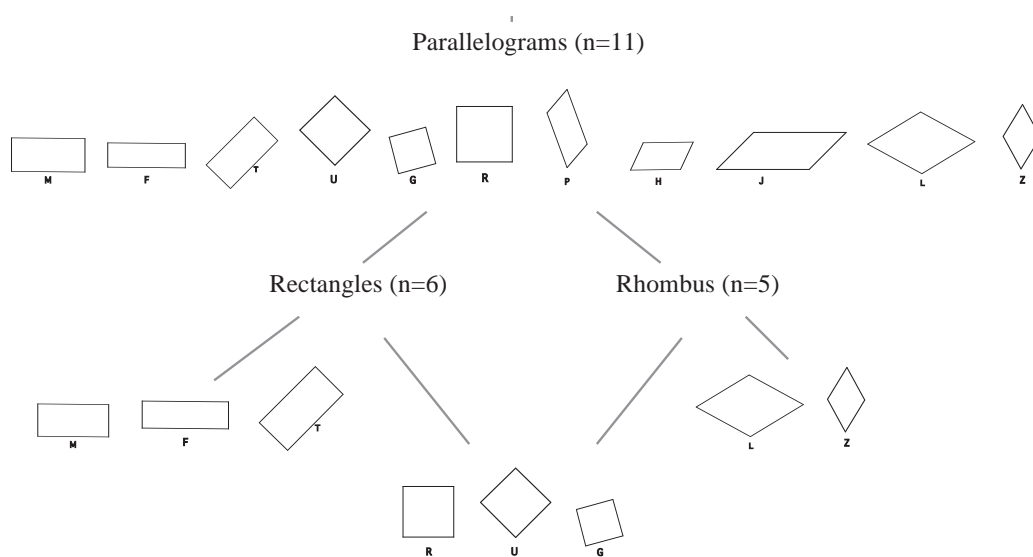 Parallelograms (n=11)
M F T U G R P H J L Z
Rectangles (n=6) Rhombus (n=5)
M F T L Z
R U G